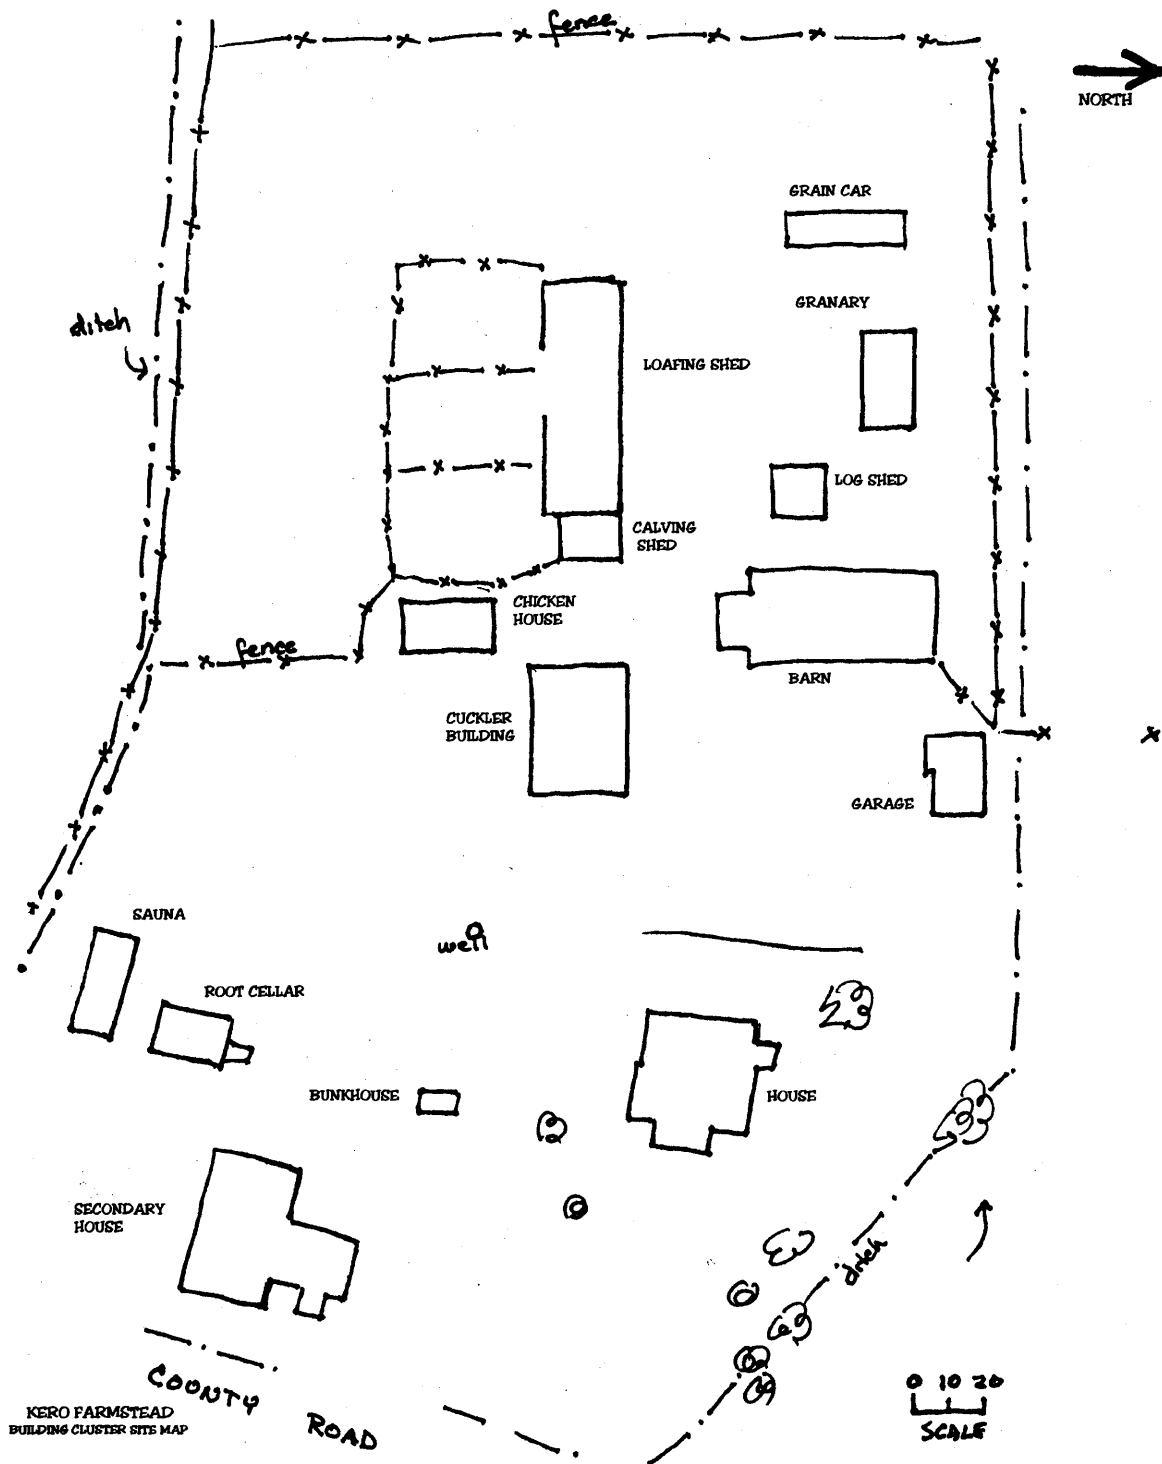 fence
NORTH
GRAIN CAR
GRANARY
ditch
LOAFING SHED
LOG SHED
CALVING
SHED
CHICKEN
HOUSE
fence
BARN
CUCKLER
BUILDING
GARAGE
SAUNA
well
ROOT CELLAR
BUNKHOUSE
HOUSE
SECONDARY
HOUSE
ditch
COUNTY ROAD
0 10 20
SCALE
KERO FARMSTEAD
BUILDING CLUSTER SITE MAP